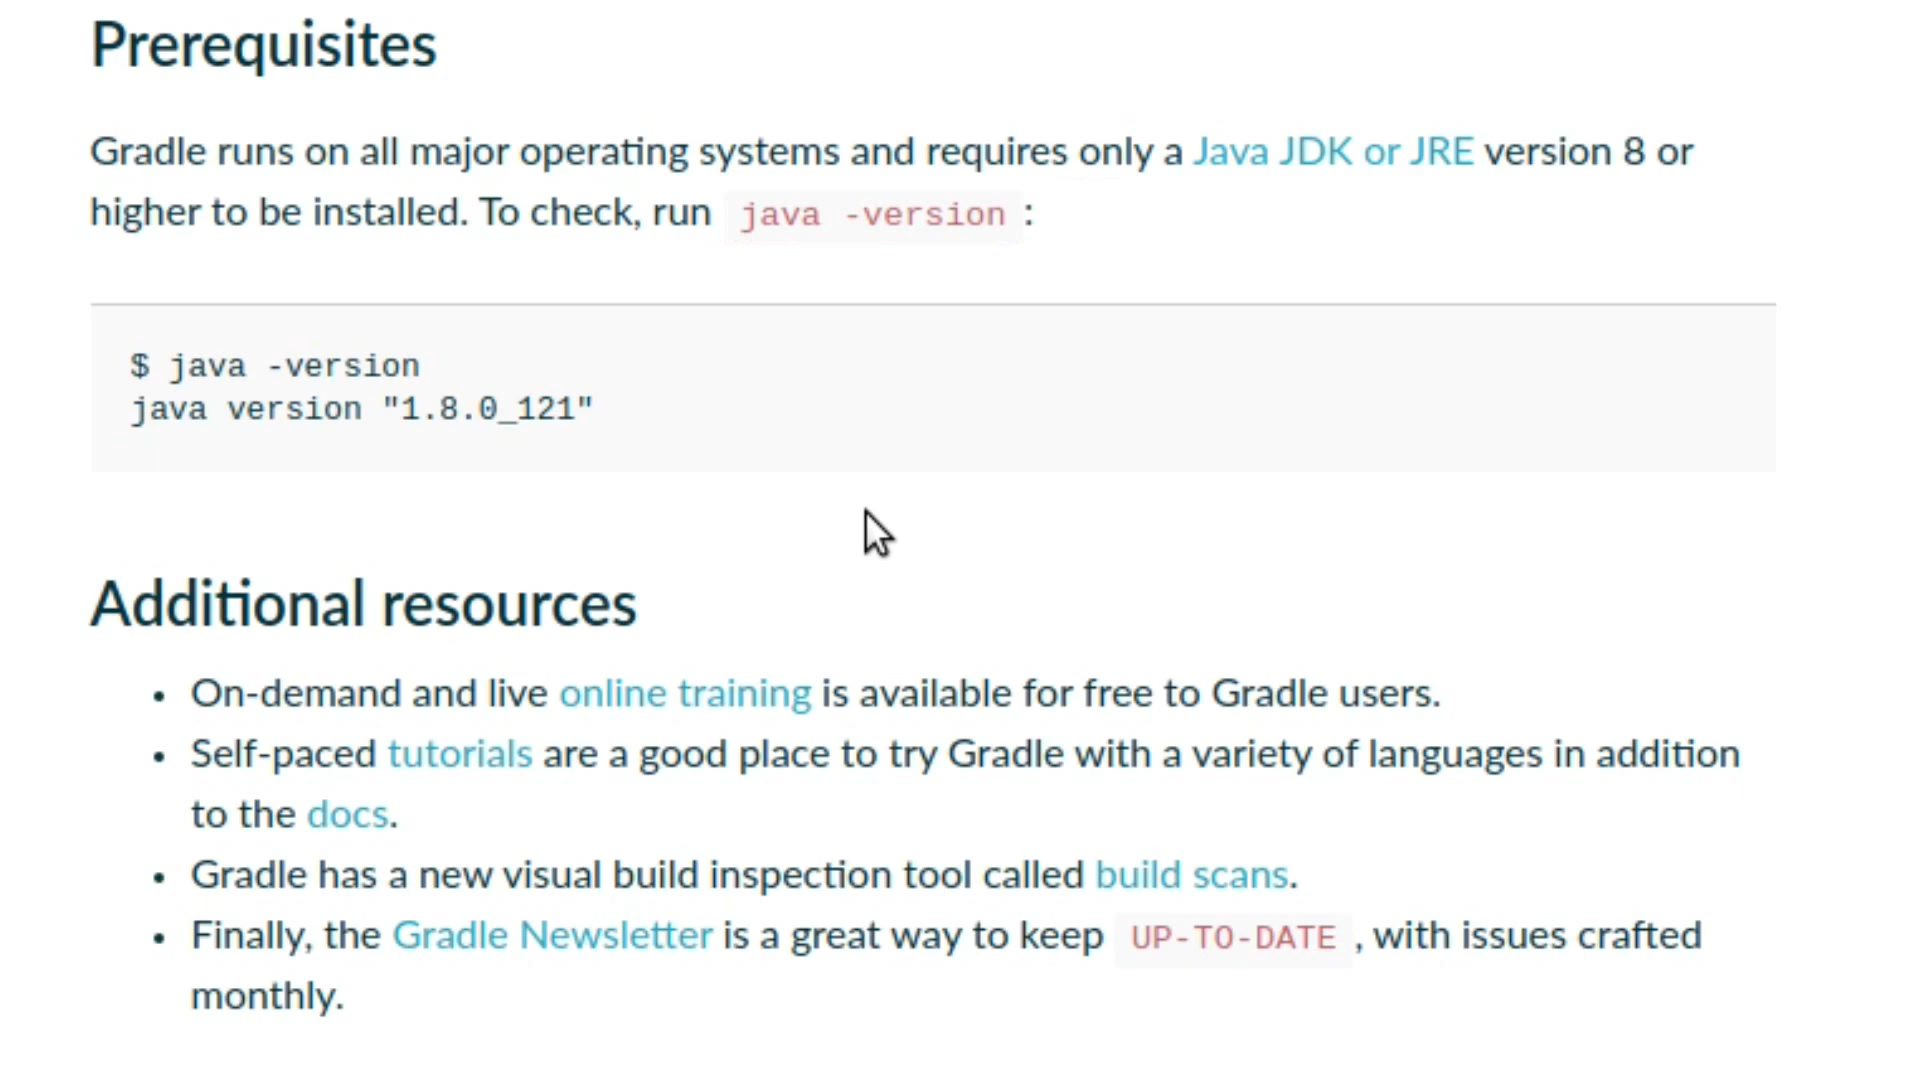 Prerequisites
Gradle runs on all major operating systems and requires only a Java JDK or JRE version 8 or
higher to be installed. To check, run java -version :
$ java -version
java version "1.8.0_121"
Additional resources
• On-demand and live online training is available for free to Gradle users.
• Self-paced tutorials are a good place to try Gradle with a variety of languages in addition
to the docs.
• Gradle has a new visual build inspection tool called build scans.
• Finally, the Gradle Newsletter is a great way to keep UP-TO-DATE , with issues crafted
monthly.